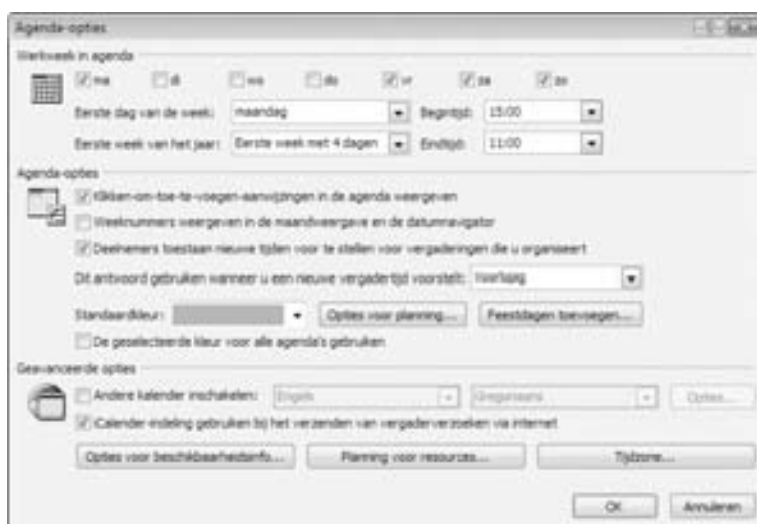 Agenda-opties
Werkweek in agenda
ma di wo do vr za zo
Eerste dag van de week: maandag Begintijd: 15:00
Eerste week van het jaar: Eerste week met 4 dagen Eindtijd: 11:00
Agenda-opties
Klikken-om-toe-te-voegen-aanwijzingen in de agenda weergeven
Weeknummers weergeven in de maandweergave en de datumnavigator
Deelnemers toestaan nieuwe tijden voor te stellen voor vergaderingen die u organiseert
Dit antwoord gebruiken wanneer u een nieuwe vergadertijd voorstelt: Voorlopig
Standaardkleur: Opties voor planning... Feestdagen toevoegen...
De geselecteerde kleur voor alle agenda's gebruiken
Geavanceerde opties
Andere kalender inschakelen: Engels Gregoriaans Opties...
iCalender-indeling gebruiken bij het verzenden van vergaderverzoeken via internet
Opties voor beschikbaarheidsinfo... Planning voor resources... Tijdzone...
OK Annuleren